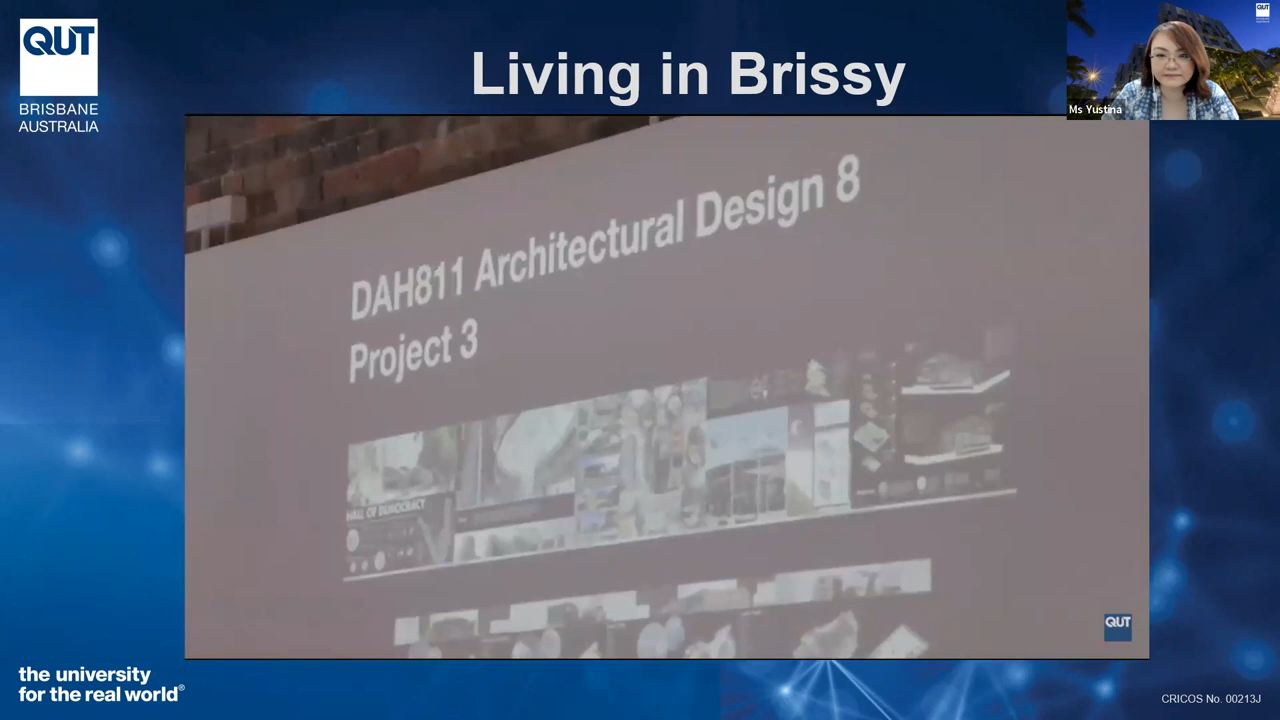 QUT
BRISBANE
AUSTRALIA
Living in Brissy
QUT
Ms Yustina
DAH811 Architectural Design 8
Project 3
HALL OF BUROCRACY
QUT
the university
for the real world®
CRICOS No. 00213J